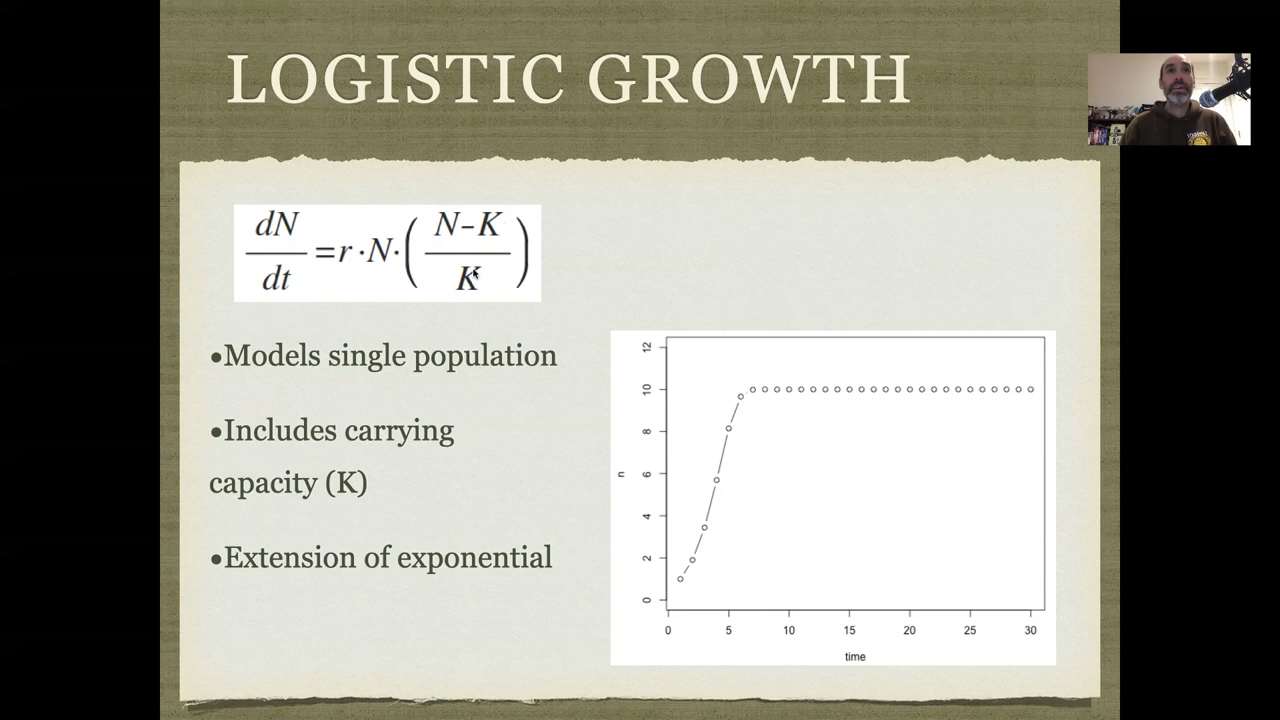 LOGISTIC GROWTH
dN/dt = r · N · ( (N – K) / K )
•Models single population
•Includes carrying
capacity (K)
•Extension of exponential
12
10
8
6
4
2
0
n
0 5 10 15 20 25 30
time